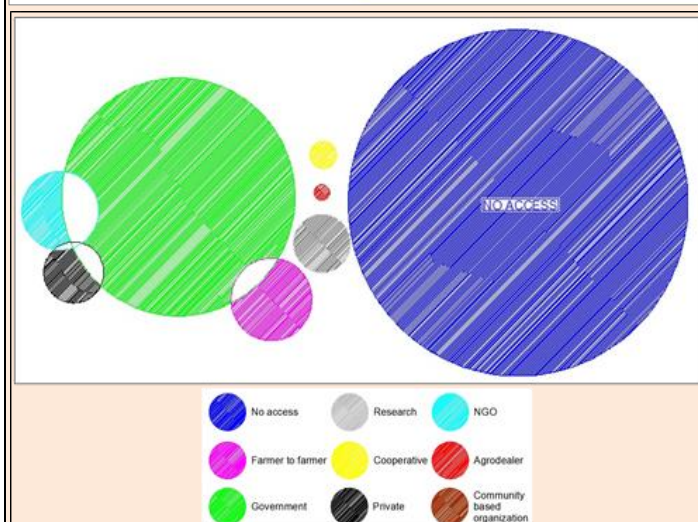 NO ACCESS
No access
Research
NGO
Farmer to farmer
Cooperative
Agrodealer
Government
Private
Community
based
organization